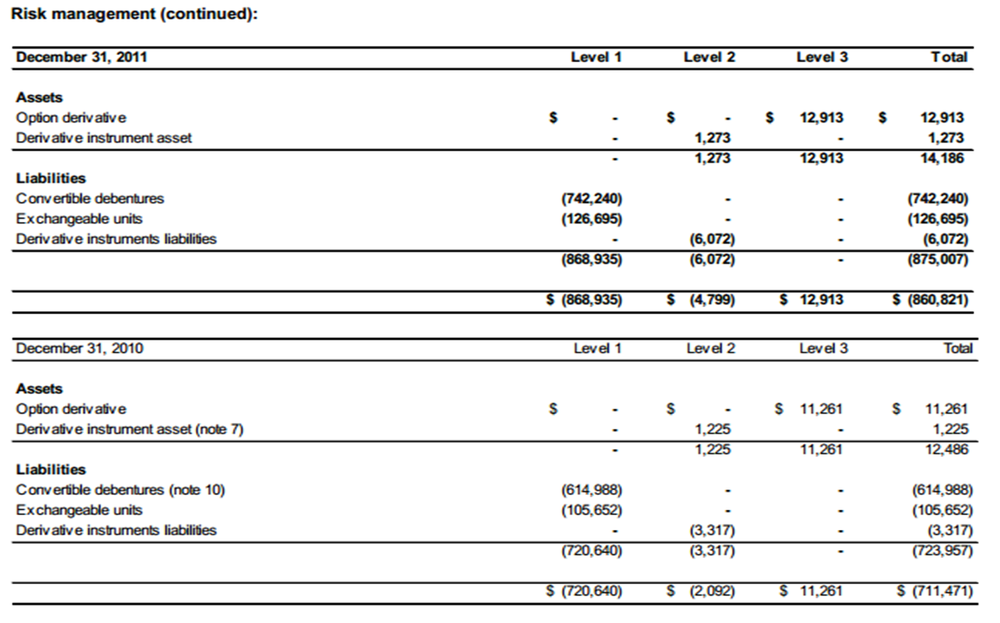 Risk management (continued):
December 31, 2011 Level 1 Level 2 Level 3 Total
Assets
Option derivative $ - $ - $ 12,913 $ 12,913
Derivative instrument asset - 1,273 - 1,273
- 1,273 12,913 14,186
Liabilities
Convertible debentures (742,240) - - (742,240)
Exchangeable units (126,695) - - (126,695)
Derivative instruments liabilities - (6,072) - (6,072)
(868,935) (6,072) - (875,007)
$ (868,935) $ (4,799) $ 12,913 $ (860,821)
December 31, 2010 Level 1 Level 2 Level 3 Total
Assets
Option derivative $ - $ - $ 11,261 $ 11,261
Derivative instrument asset (note 7) - 1,225 - 1,225
- 1,225 11,261 12,486
Liabilities
Convertible debentures (note 10) (614,988) - - (614,988)
Exchangeable units (105,652) - - (105,652)
Derivative instruments liabilities - (3,317) - (3,317)
(720,640) (3,317) - (723,957)
$ (720,640) $ (2,092) $ 11,261 $ (711,471)